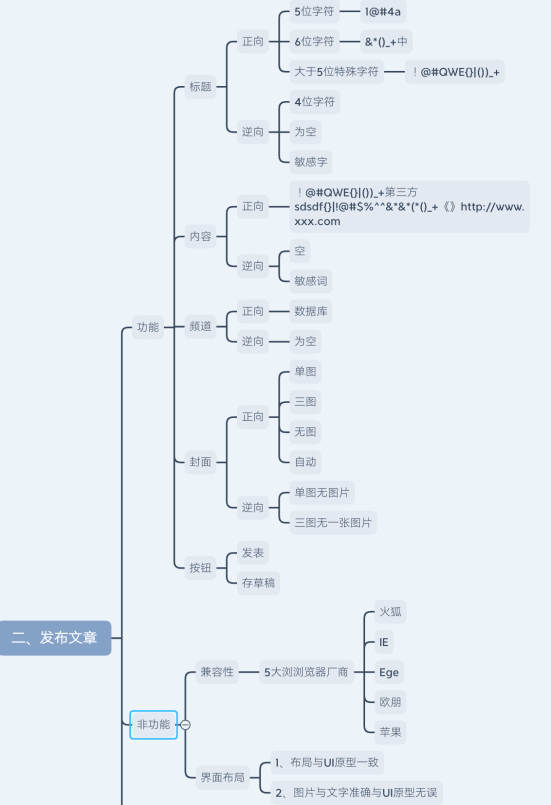 5位字符
1@#4a
正向
6位字符
&*()_+中
大于5位特殊字符
！@#QWE{}|())_+
标题
4位字符
逆向
为空
敏感字
！@#QWE{}|())_+第三方
正向
sdsdf{}|!@#$%^^&*&*(*()_+《》http://www.
xxx.com
内容
空
逆向
敏感词
正向
数据库
功能
频道
逆向
为空
单图
三图
正向
无图
自动
封面
单图无图片
逆向
三图无一张图片
发表
按钮
存草稿
二、发布文章
火狐
IE
兼容性
5大浏浏览器厂商
Ege
欧朋
非功能
苹果
1、布局与UI原型一致
界面布局
2、图片与文字准确与UI原型无误